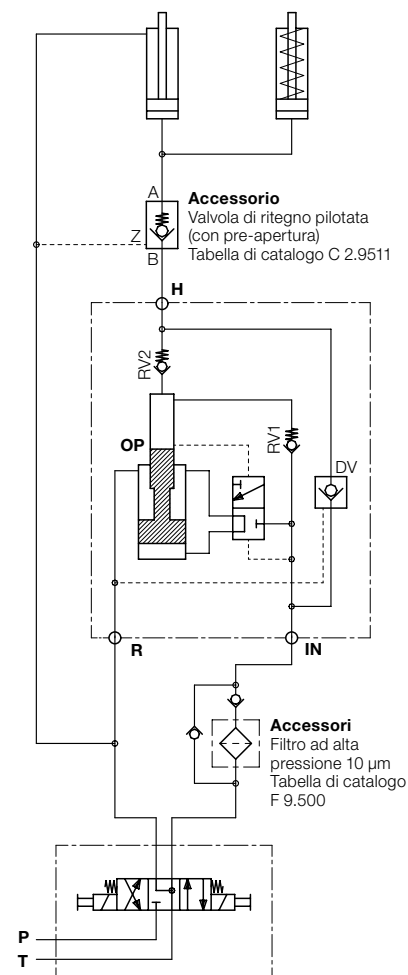 A
Accessorio
Valvola di ritegno pilotata
(con pre-apertura)
Tabella di catalogo C 2.9511
Z
B
H
RV2
OP
RV1
DV
R
IN
Accessori
Filtro ad alta
pressione 10 µm
Tabella di catalogo
F 9.500
P
T